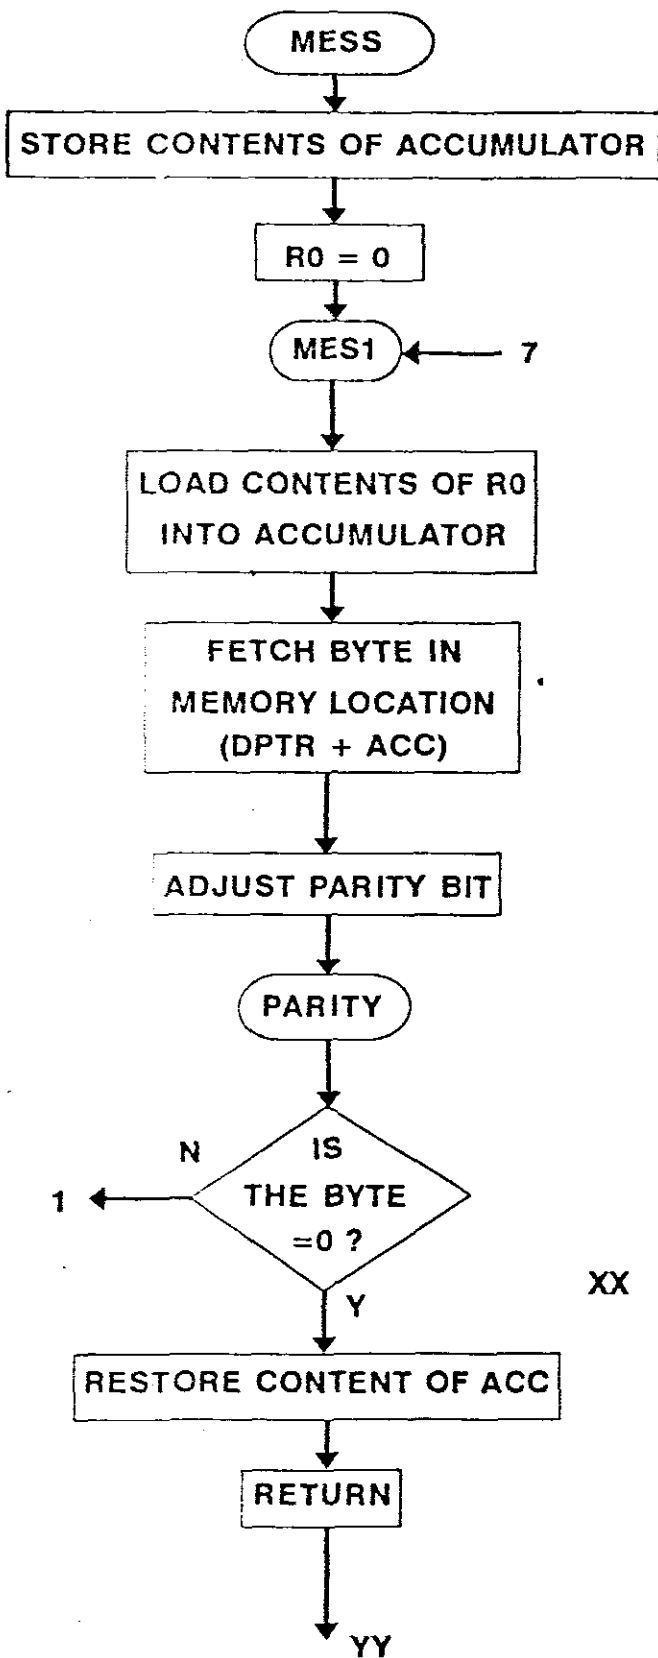 MESS
STORE CONTENTS OF ACCUMULATOR
R0 = 0
MES1
7
LOAD CONTENTS OF R0
INTO ACCUMULATOR
FETCH BYTE IN
MEMORY LOCATION
(DPTR + ACC)
ADJUST PARITY BIT
PARITY
N
IS
1
THE BYTE
=0 ?
XX
Y
RESTORE CONTENT OF ACC
RETURN
YY